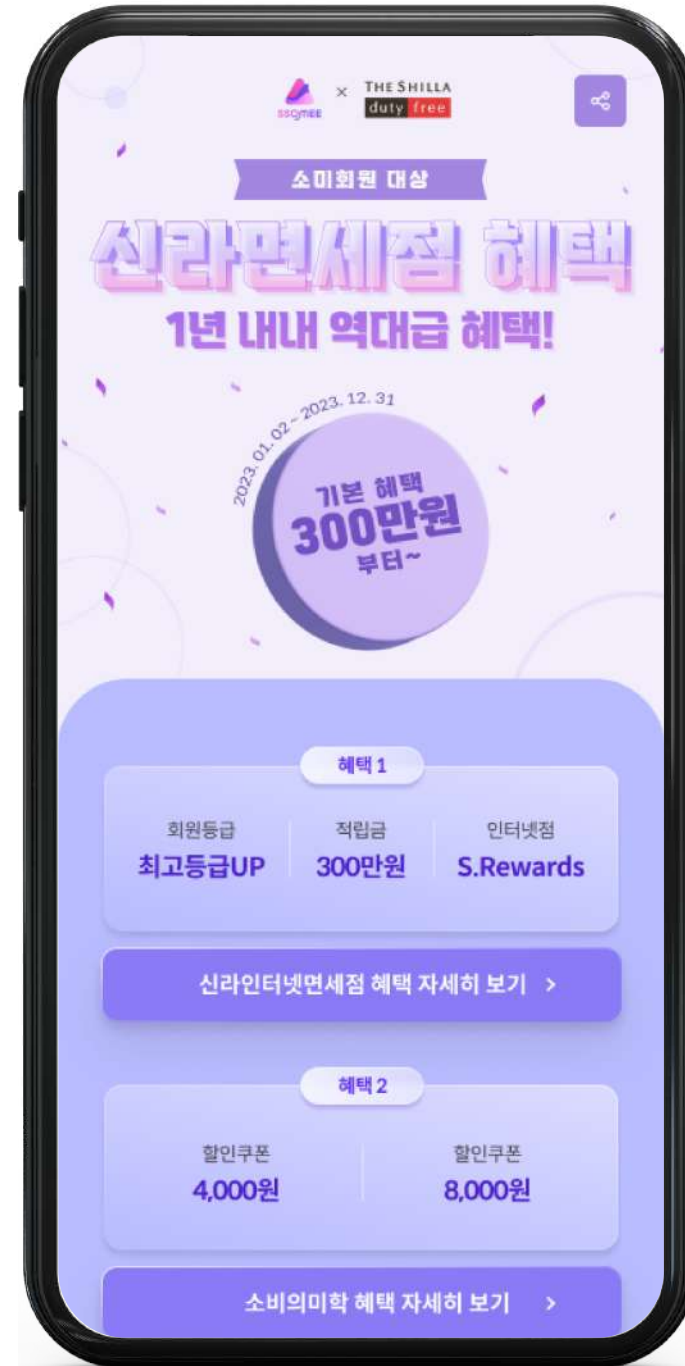 SSOMEE × THE SHILLA
duty free
소미회원 대상
신라면세점 혜택
1년 내내 역대급 혜택!
2023. 01. 02 ~ 2023. 12. 31
기본 혜택
300만원
부터~
혜택 1
회원등급 적립금 인터넷점
최고등급UP 300만원 S.Rewards
신라인터넷면세점 혜택 자세히 보기 >
혜택 2
할인쿠폰 할인쿠폰
4,000원 8,000원
소비의미학 혜택 자세히 보기 >